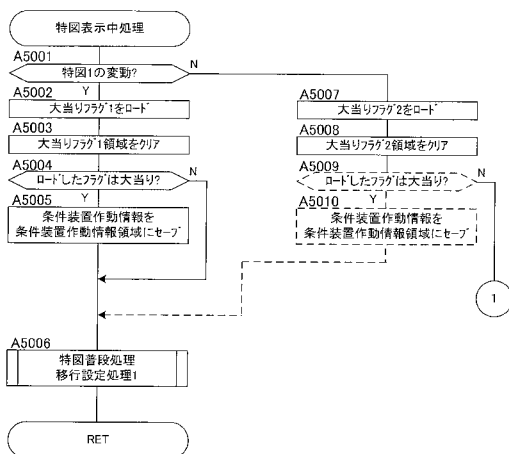 特図表示中処理
A5001
特図1の変動?
N
Y
A5002
大当りフラグ1をロード
A5003
大当りフラグ1領域をクリア
A5004
ロードしたフラグは大当り?
N
Y
A5005
条件装置作動情報を
条件装置作動情報領域にセーブ
A5007
大当りフラグ2をロード
A5008
大当りフラグ2領域をクリア
A5009
ロードしたフラグは大当り?
N
Y
A5010
条件装置作動情報を
条件装置作動情報領域にセーブ
1
A5006
特図普段処理
移行設定処理1
RET